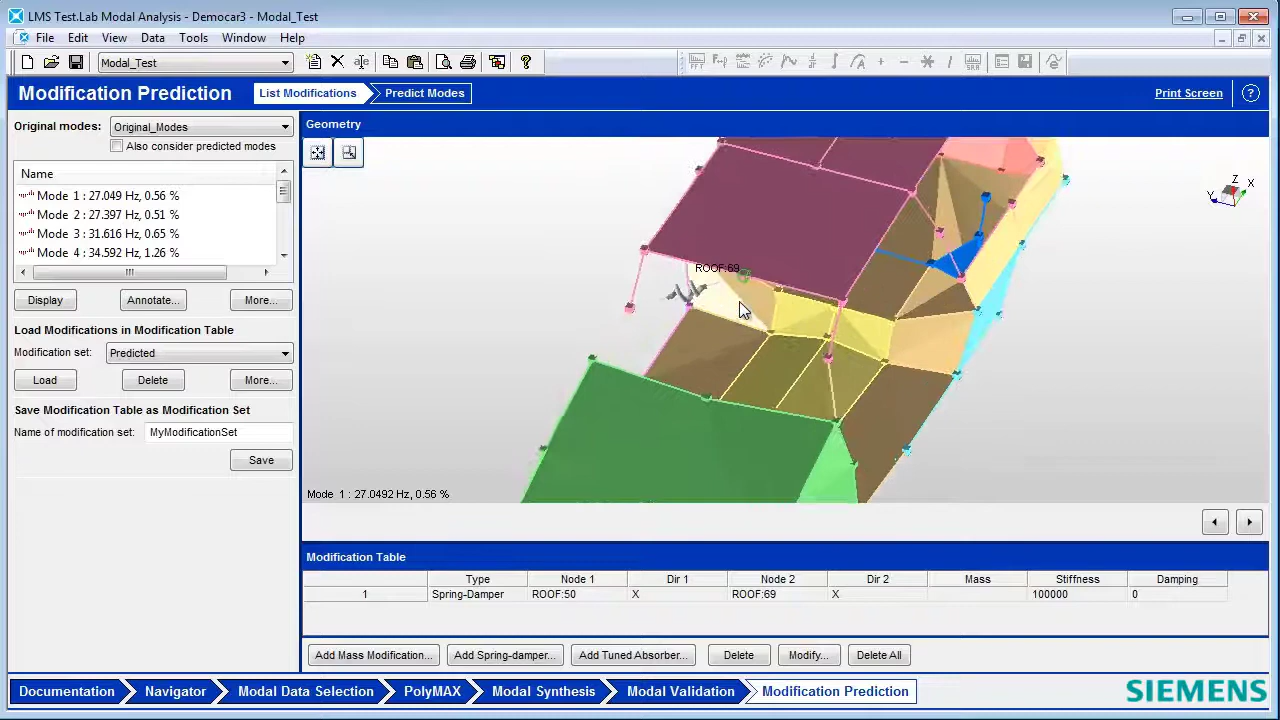 LMS Test.Lab Modal Analysis - Democar3 - Modal_Test
File Edit View Data Tools Window Help
Modal_Test
Modification Prediction List Modifications Predict Modes Print Screen
Original modes: Original_Modes
Also consider predicted modes
Name
Mode 1 : 27.049 Hz, 0.56 %
Mode 2 : 27.397 Hz, 0.51 %
Mode 3 : 31.616 Hz, 0.65 %
Mode 4 : 34.592 Hz, 1.26 %
Display Annotate... More...
Load Modifications in Modification Table
Modification set: Predicted
Load Delete More...
Save Modification Table as Modification Set
Name of modification set: MyModificationSet
Save
Geometry
Z
Y X
ROOF:69
Mode 1 : 27.0492 Hz, 0.56 %
Modification Table
Type Node 1 Dir 1 Node 2 Dir 2 Mass Stiffness Damping
1 Spring-Damper ROOF:50 X ROOF:69 X 100000 0
Add Mass Modification... Add Spring-damper... Add Tuned Absorber... Delete Modify... Delete All
Documentation Navigator Modal Data Selection PolyMAX Modal Synthesis Modal Validation Modification Prediction
SIEMENS